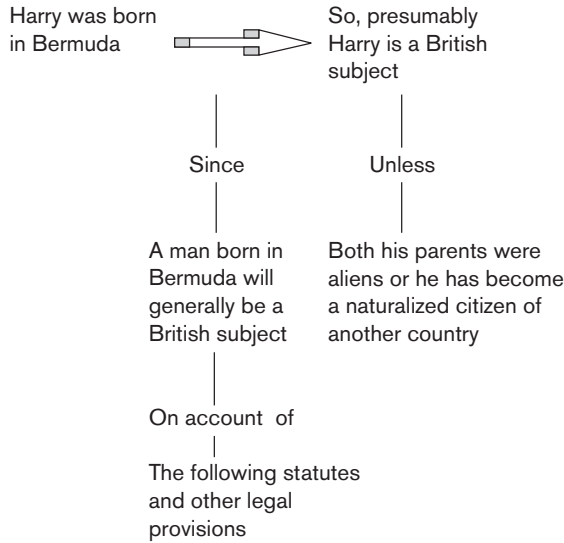 Harry was born
in Bermuda
So, presumably
Harry is a British
subject
Since
Unless
A man born in
Bermuda will
generally be a
British subject
Both his parents were
aliens or he has become
a naturalized citizen of
another country
On account of
The following statutes
and other legal
provisions